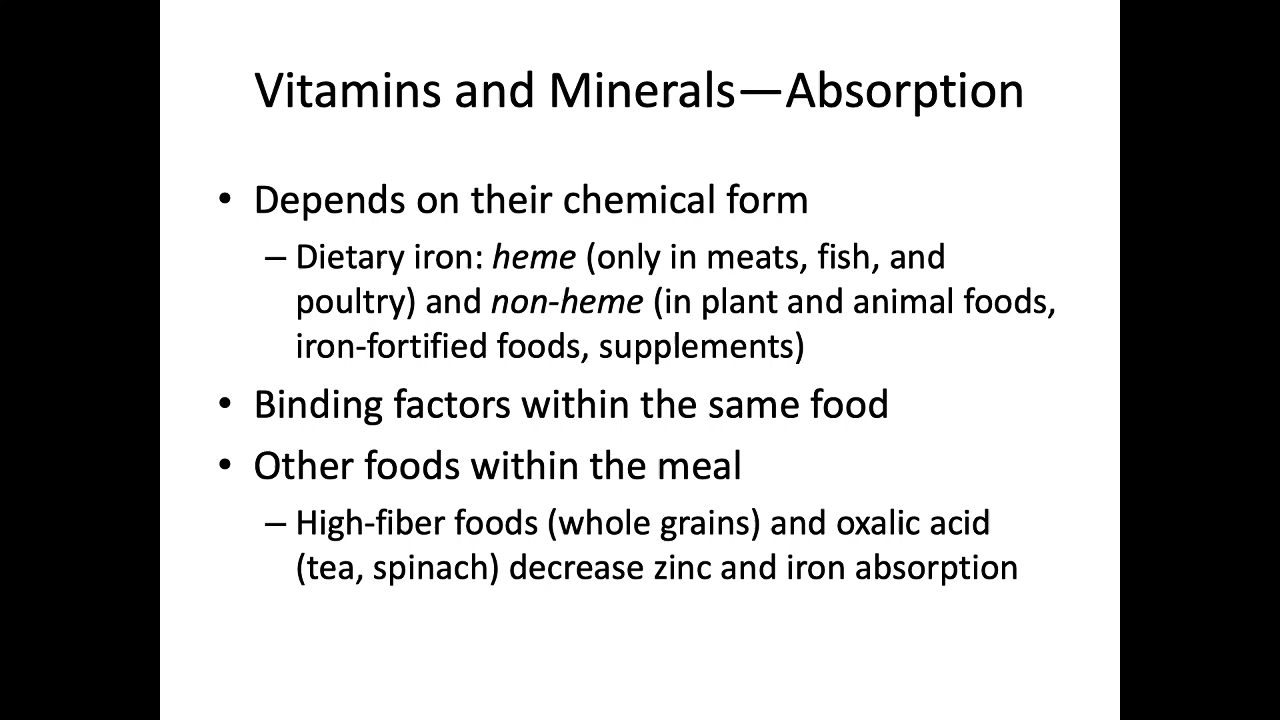 Vitamins and Minerals—Absorption
• Depends on their chemical form
– Dietary iron: heme (only in meats, fish, and
poultry) and non-heme (in plant and animal foods,
iron-fortified foods, supplements)
• Binding factors within the same food
• Other foods within the meal
– High-fiber foods (whole grains) and oxalic acid
(tea, spinach) decrease zinc and iron absorption